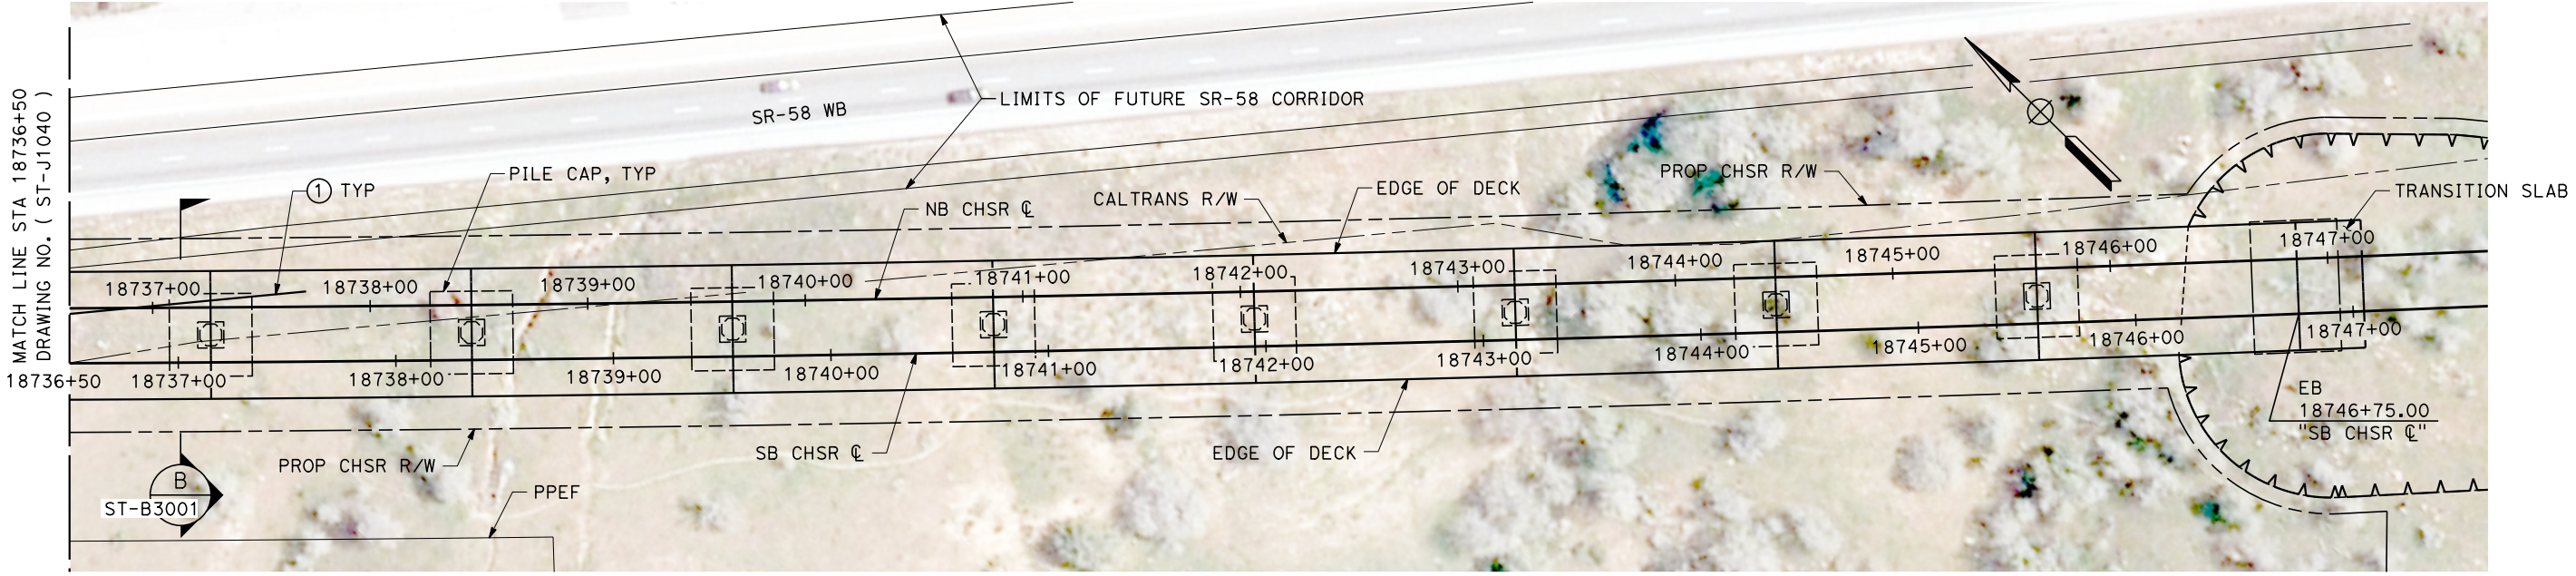 MATCH LINE STA 18736+50
DRAWING NO. ( ST-J1040 )
SR-58 WB
LIMITS OF FUTURE SR-58 CORRIDOR
1 TYP
PILE CAP, TYP
NB CHSR ℄
CALTRANS R/W
EDGE OF DECK
PROP CHSR R/W
TRANSITION SLAB
18737+00
18738+00
18739+00
18740+00
18741+00
18742+00
18743+00
18744+00
18745+00
18746+00
18747+00
18736+50
18737+00
18738+00
18739+00
18740+00
18741+00
18742+00
18743+00
18744+00
18745+00
18746+00
18747+00
EB
18746+75.00
"SB CHSR ℄"
PROP CHSR R/W
SB CHSR ℄
EDGE OF DECK
B
ST-B3001
PPEF